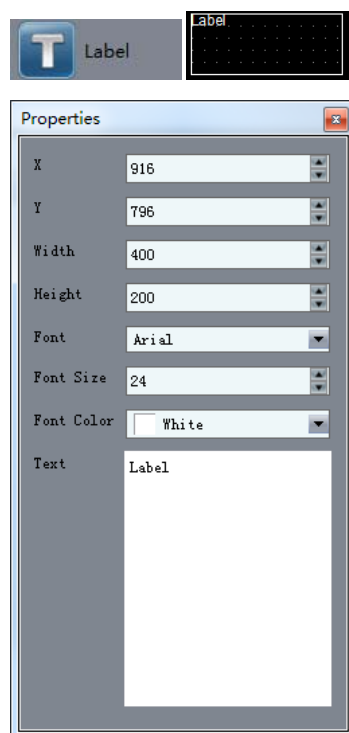 Label
Label
Properties
X 916
Y 796
Width 400
Height 200
Font Arial
Font Size 24
Font Color White
Text Label